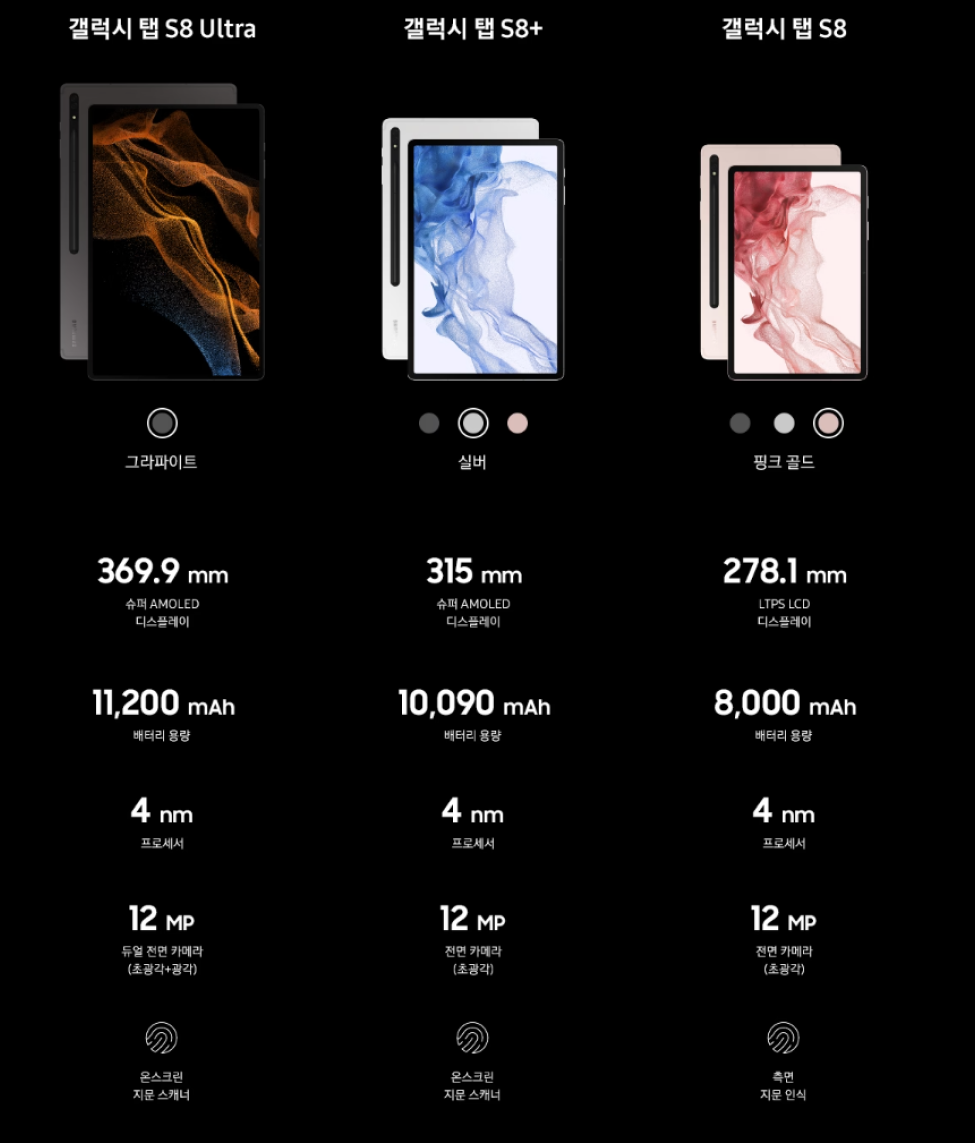 갤럭시 탭 S8 Ultra
갤럭시 탭 S8+
갤럭시 탭 S8
그라파이트
실버
핑크 골드
369.9 mm
315 mm
278.1 mm
슈퍼 AMOLED
디스플레이
슈퍼 AMOLED
디스플레이
LTPS LCD
디스플레이
11,200 mAh
10,090 mAh
8,000 mAh
배터리 용량
배터리 용량
배터리 용량
4 nm
4 nm
4 nm
프로세서
프로세서
프로세서
12 MP
12 MP
12 MP
듀얼 전면 카메라
(초광각+광각)
전면 카메라
(초광각)
전면 카메라
(초광각)
온스크린
지문 스캐너
온스크린
지문 스캐너
측면
지문 인식